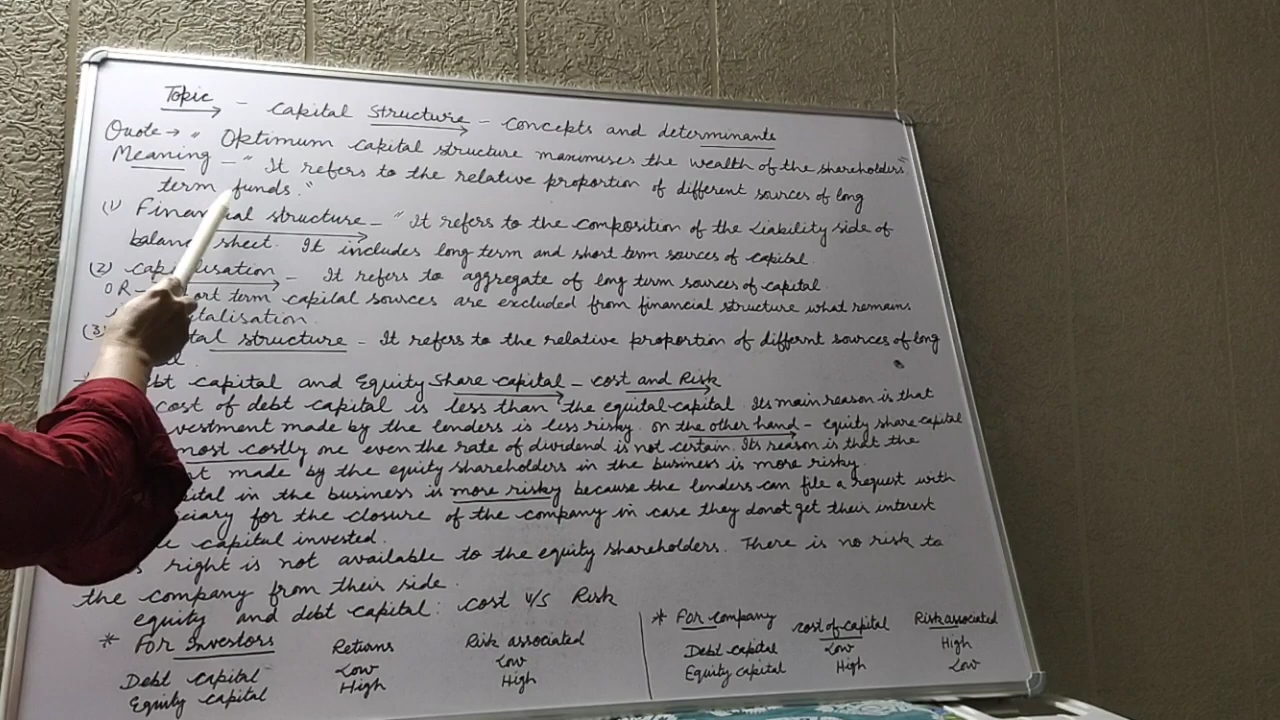 Topic - Capital Structure - Concepts and determinants
Quote → " Optimum capital structure maximises the wealth of the shareholders"
Meaning - " It refers to the relative proportion of different sources of long
term funds."
(1) Financial structure - " It refers to the composition of the Liability side of
balance sheet. It includes long term and short term sources of capital.
(2) Capitalisation - It refers to aggregate of long term sources of capital
OR term capital sources are excluded from financial structure what remains
talisation.
(3) tal structure - It refers to the relative proportion of differnt sources of long
bt capital and Equity Share capital - cost and Risk
cost of debt capital is less than the equital capital. Its main reason is that
vestment made by the lenders is less risky. on the other hand - equity share capital
most costly one even the rate of dividend is not certain. Its reason is that the
t made by the equity shareholders in the business is more risky.
ital in the business is more risky because the lenders can file a request with
ciary for the closure of the company in case they donot get their interest
capital invested.
s right is not available to the equity shareholders. There is no risk to
the company from their side.
equity and debt capital: cost v/s Risk
* For Investors Returns Risk associated
Debt capital Low Low
Equity capital High High
* For Company cost of capital Risk associated
Debt capital Low High
Equity capital High Low